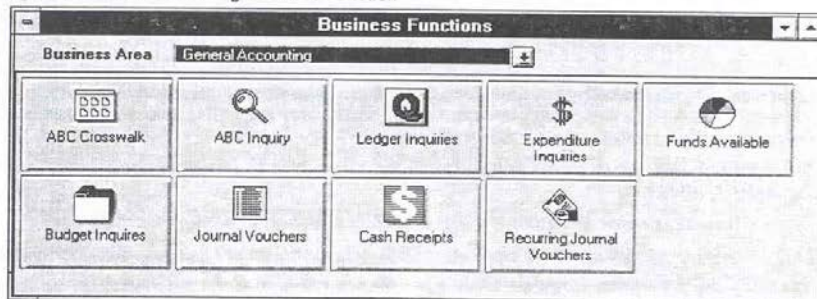 Business Functions
Business Area General Accounting
ABC Crosswalk ABC Inquiry Ledger Inquiries Expenditure Inquiries Funds Available
Budget Inquires Journal Vouchers Cash Receipts Recurring Journal Vouchers